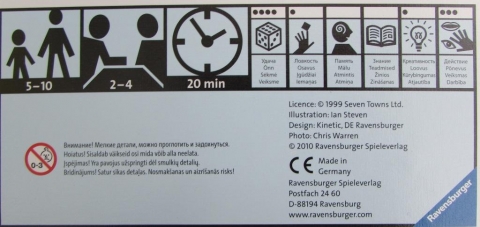 5–10
2–4
20 min
Удача
Õnn
Sėkmė
Veiksme
Ловкость
Osavus
Įgūdžiai
Iemaņas
Память
Mälu
Atmintis
Atmiņa
Знание
Teadmised
Žinios
Zināšanas
Креативность
Loovus
Kūrybingumas
Atjautība
Действие
Põnevus
Veiksmas
Darbība
0-3
Внимание! Мелкие детали, можно проглотить и задохнуться.
Hoiatus! Sisaldab väikseid osi mida võib alla neelata.
Įspėjimas! Yra pavojus užspringti dėl smulkių detalių.
Brīdinājums! Satur sīkas detaļas. Nosmakšanas un aizrīšanās risks!
Licence: © 1999 Seven Towns Ltd.
Illustration: Ian Steven
Design: Kinetic, DE Ravensburger
Photo: Chris Warren
© 2010 Ravensburger Spieleverlag
CE Made in
Germany
Ravensburger Spieleverlag
Postfach 24 60
D-88194 Ravensburg
www.ravensburger.com
Ravensburger